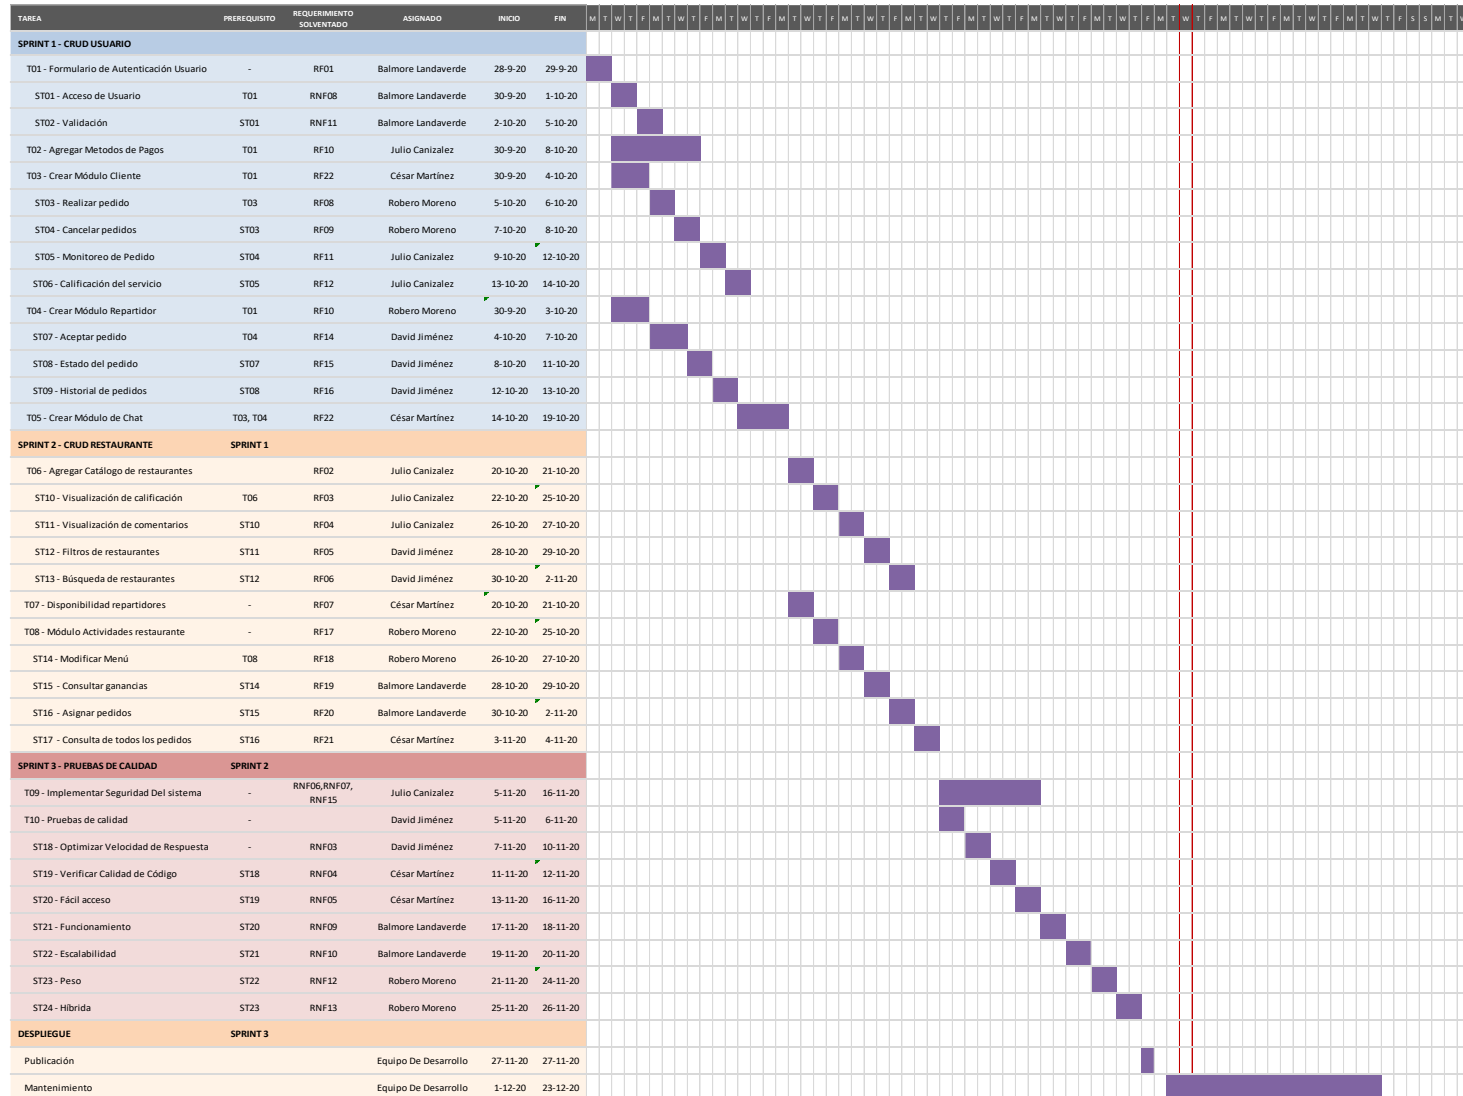 TAREA PREREQUISITO REQUERIMIENTO SOLVENTADO ASIGNADO INICIO FIN M T W T F M T W T F M T W T F M T W T F M T W T F M T W T F M T W T F M T W T F M T W T F M T W T F M T W T F M T W T F M T W T F S S M T W
SPRINT 1 - CRUD USUARIO
T01 - Formulario de Autenticación Usuario - RF01 Balmore Landaverde 28-9-20 29-9-20
ST01 - Acceso de Usuario T01 RNF08 Balmore Landaverde 30-9-20 1-10-20
ST02 - Validación ST01 RNF11 Balmore Landaverde 2-10-20 5-10-20
T02 - Agregar Metodos de Pagos T01 RF10 Julio Canizalez 30-9-20 8-10-20
T03 - Crear Módulo Cliente T01 RF22 César Martínez 30-9-20 4-10-20
ST03 - Realizar pedido T03 RF08 Robero Moreno 5-10-20 6-10-20
ST04 - Cancelar pedidos ST03 RF09 Robero Moreno 7-10-20 8-10-20
ST05 - Monitoreo de Pedido ST04 RF11 Julio Canizalez 9-10-20 12-10-20
ST06 - Calificación del servicio ST05 RF12 Julio Canizalez 13-10-20 14-10-20
T04 - Crear Módulo Repartidor T01 RF10 Robero Moreno 30-9-20 3-10-20
ST07 - Aceptar pedido T04 RF14 David Jiménez 4-10-20 7-10-20
ST08 - Estado del pedido ST07 RF15 David Jiménez 8-10-20 11-10-20
ST09 - Historial de pedidos ST08 RF16 David Jiménez 12-10-20 13-10-20
T05 - Crear Módulo de Chat T03, T04 RF22 César Martínez 14-10-20 19-10-20
SPRINT 2 - CRUD RESTAURANTE SPRINT 1
T06 - Agregar Catálogo de restaurantes RF02 Julio Canizalez 20-10-20 21-10-20
ST10 - Visualización de calificación T06 RF03 Julio Canizalez 22-10-20 25-10-20
ST11 - Visualización de comentarios ST10 RF04 Julio Canizalez 26-10-20 27-10-20
ST12 - Filtros de restaurantes ST11 RF05 David Jiménez 28-10-20 29-10-20
ST13 - Búsqueda de restaurantes ST12 RF06 David Jiménez 30-10-20 2-11-20
T07 - Disponibilidad repartidores - RF07 César Martínez 20-10-20 21-10-20
T08 - Módulo Actividades restaurante - RF17 Robero Moreno 22-10-20 25-10-20
ST14 - Modificar Menú T08 RF18 Robero Moreno 26-10-20 27-10-20
ST15 - Consultar ganancias ST14 RF19 Balmore Landaverde 28-10-20 29-10-20
ST16 - Asignar pedidos ST15 RF20 Balmore Landaverde 30-10-20 2-11-20
ST17 - Consulta de todos los pedidos ST16 RF21 César Martínez 3-11-20 4-11-20
SPRINT 3 - PRUEBAS DE CALIDAD SPRINT 2
T09 - Implementar Seguridad Del sistema - RNF06,RNF07, RNF15 Julio Canizalez 5-11-20 16-11-20
T10 - Pruebas de calidad - David Jiménez 5-11-20 6-11-20
ST18 - Optimizar Velocidad de Respuesta - RNF03 David Jiménez 7-11-20 10-11-20
ST19 - Verificar Calidad de Código ST18 RNF04 César Martínez 11-11-20 12-11-20
ST20 - Fácil acceso ST19 RNF05 César Martínez 13-11-20 16-11-20
ST21 - Funcionamiento ST20 RNF09 Balmore Landaverde 17-11-20 18-11-20
ST22 - Escalabilidad ST21 RNF10 Balmore Landaverde 19-11-20 20-11-20
ST23 - Peso ST22 RNF12 Robero Moreno 21-11-20 24-11-20
ST24 - Híbrida ST23 RNF13 Robero Moreno 25-11-20 26-11-20
DESPLIEGUE SPRINT 3
Publicación Equipo De Desarrollo 27-11-20 27-11-20
Mantenimiento Equipo De Desarrollo 1-12-20 23-12-20